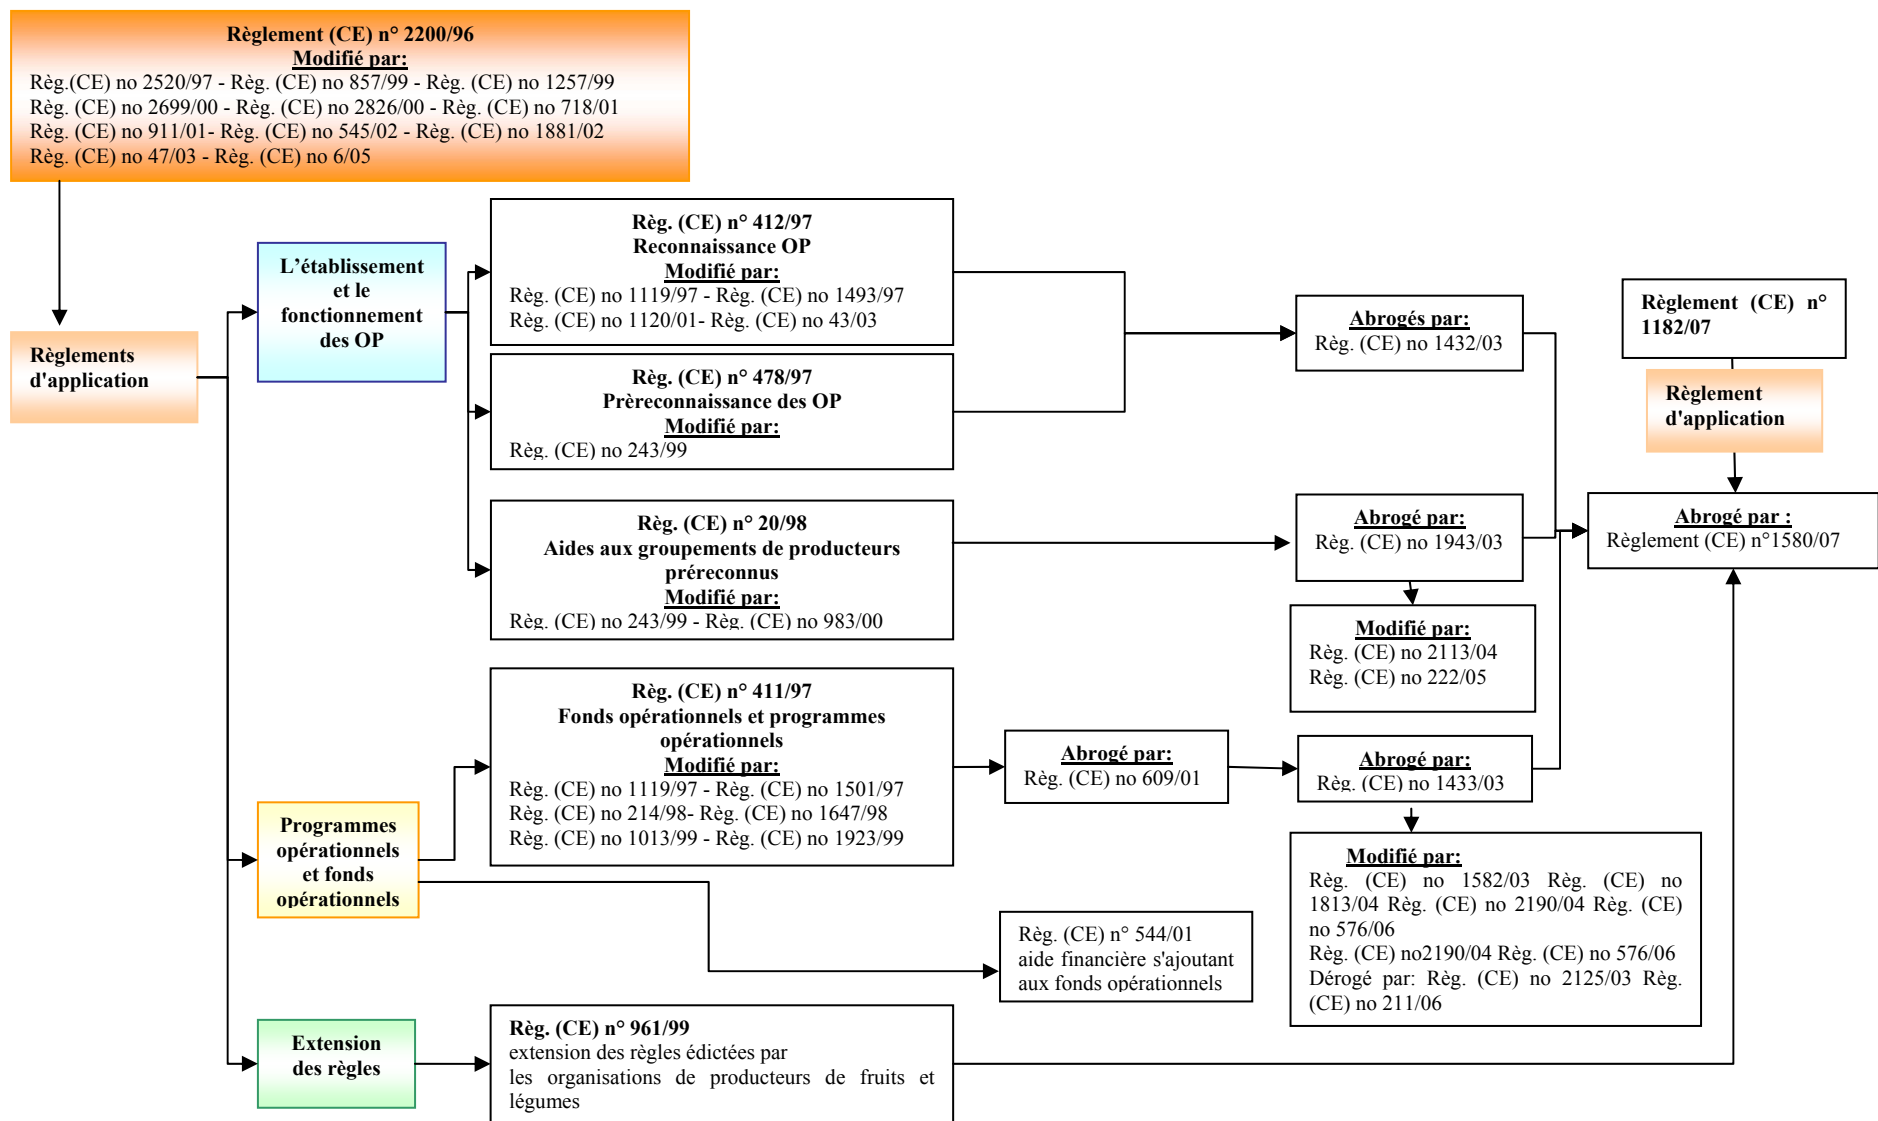 Règlement (CE) n° 2200/96
Modifié par:
Règ.(CE) no 2520/97 - Règ. (CE) no 857/99 - Règ. (CE) no 1257/99
Règ. (CE) no 2699/00 - Règ. (CE) no 2826/00 - Règ. (CE) no 718/01
Règ. (CE) no 911/01- Règ. (CE) no 545/02 - Règ. (CE) no 1881/02
Règ. (CE) no 47/03 - Règ. (CE) no 6/05
Règlements
d'application
L'établissement
et le
fonctionnement
des OP
Règ. (CE) n° 412/97
Reconnaissance OP
Modifié par:
Règ. (CE) no 1119/97 - Règ. (CE) no 1493/97
Règ. (CE) no 1120/01- Règ. (CE) no 43/03
Règ. (CE) n° 478/97
Prèreconnaissance des OP
Modifié par:
Règ. (CE) no 243/99
Règ. (CE) n° 20/98
Aides aux groupements de producteurs
préreconnus
Modifié par:
Règ. (CE) no 243/99 - Règ. (CE) no 983/00
Abrogés par:
Règ. (CE) no 1432/03
Abrogé par:
Règ. (CE) no 1943/03
Modifié par:
Règ. (CE) no 2113/04
Règ. (CE) no 222/05
Règlement (CE) n°
1182/07
Règlement
d'application
Abrogé par :
Règlement (CE) n°1580/07
Programmes
opérationnels
et fonds
opérationnels
Règ. (CE) n° 411/97
Fonds opérationnels et programmes
opérationnels
Modifié par:
Règ. (CE) no 1119/97 - Règ. (CE) no 1501/97
Règ. (CE) no 214/98- Règ. (CE) no 1647/98
Règ. (CE) no 1013/99 - Règ. (CE) no 1923/99
Abrogé par:
Règ. (CE) no 609/01
Abrogé par:
Règ. (CE) no 1433/03
Modifié par:
Règ. (CE) no 1582/03 Règ. (CE) no
1813/04 Règ. (CE) no 2190/04 Règ. (CE)
no 576/06
Règ. (CE) no2190/04 Règ. (CE) no 576/06
Dérogé par: Règ. (CE) no 2125/03 Règ.
(CE) no 211/06
Règ. (CE) n° 544/01
aide financière s'ajoutant
aux fonds opérationnels
Extension
des règles
Règ. (CE) n° 961/99
extension des règles édictées par
les organisations de producteurs de fruits et
légumes